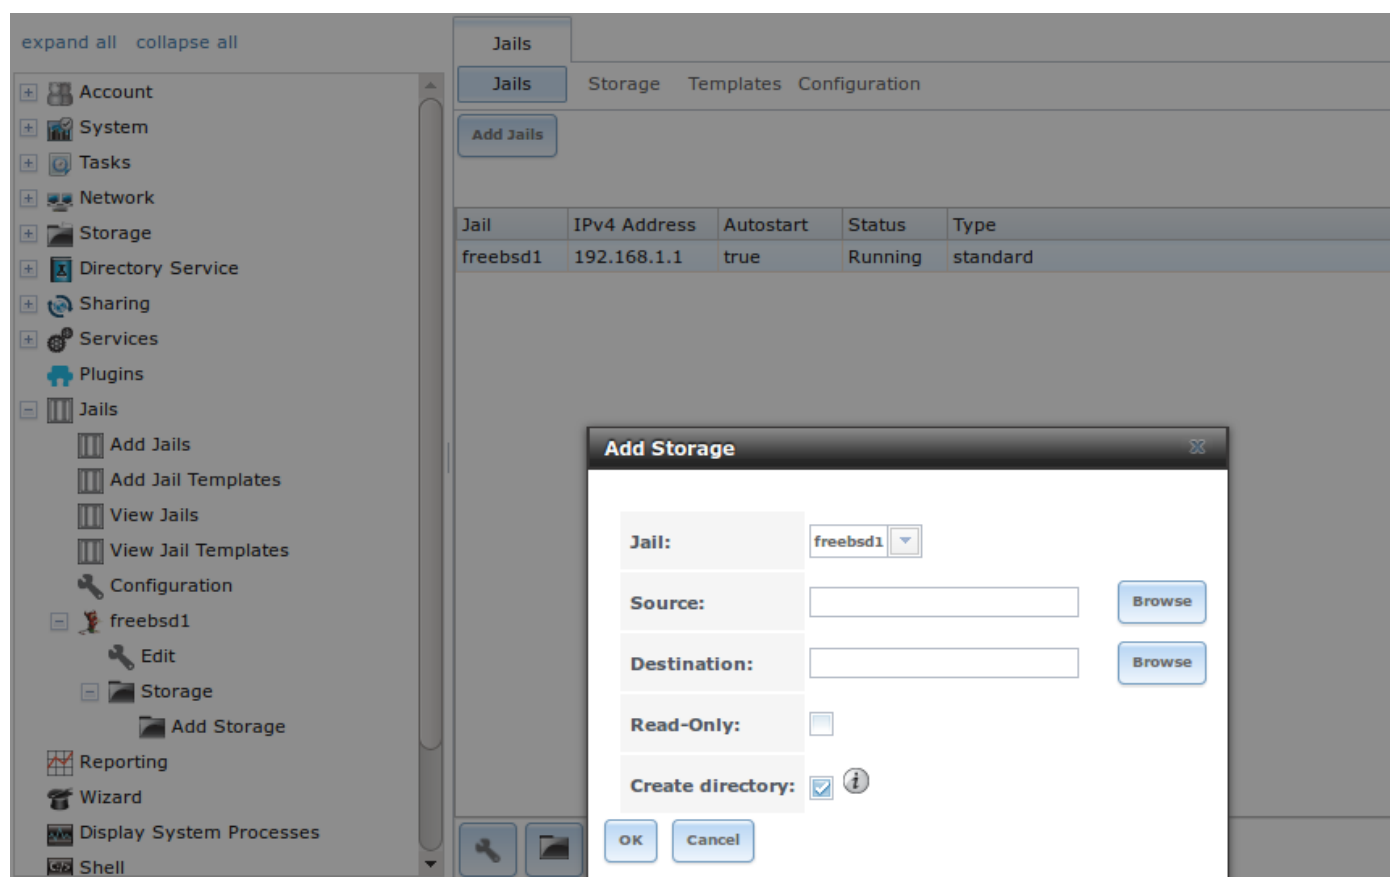 expand all collapse all
Account
System
Tasks
Network
Storage
Directory Service
Sharing
Services
Plugins
Jails
Add Jails
Add Jail Templates
View Jails
View Jail Templates
Configuration
freebsd1
Edit
Storage
Add Storage
Reporting
Wizard
Display System Processes
Shell
Jails
Jails Storage Templates Configuration
Add Jails
Jail IPv4 Address Autostart Status Type
freebsd1 192.168.1.1 true Running standard
Add Storage
Jail: freebsd1
Source: Browse
Destination: Browse
Read-Only:
Create directory: i
OK Cancel